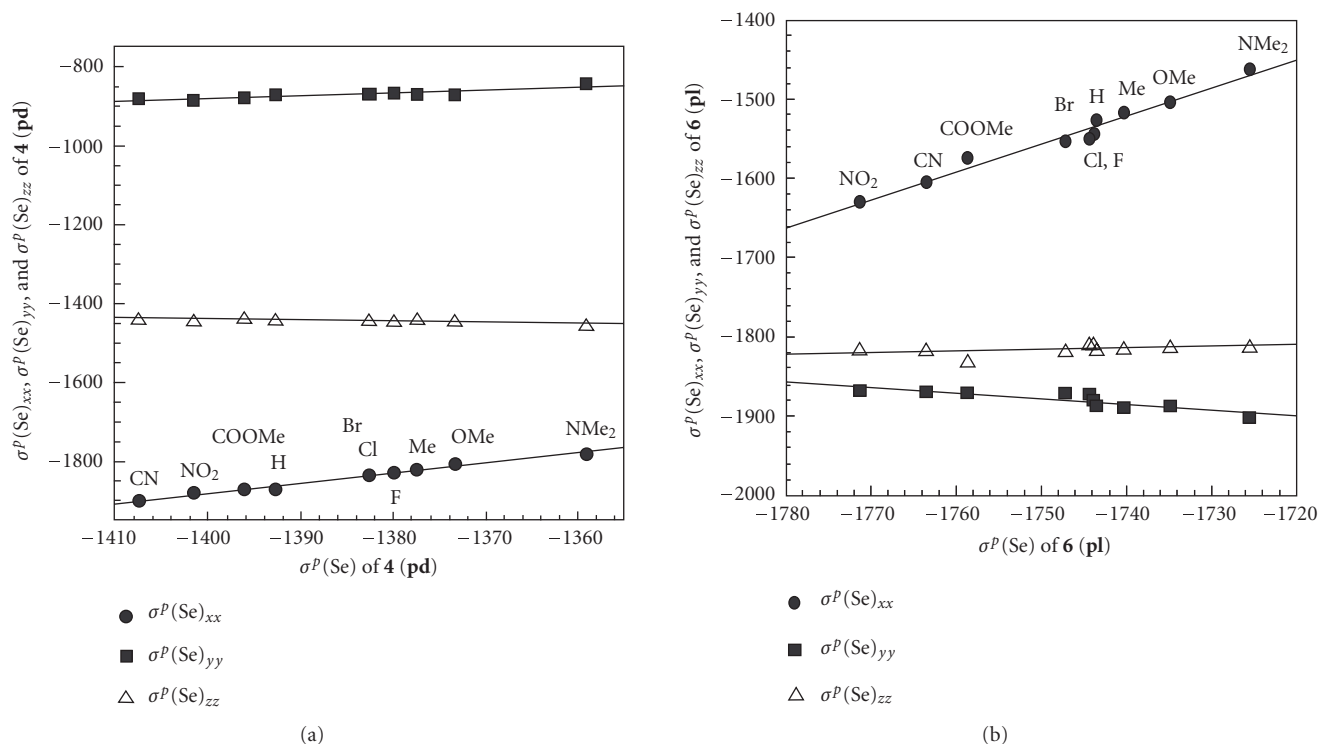 σᵖ(Se)xx, σᵖ(Se)yy, and σᵖ(Se)zz of 4 (pd)
−800
−1000
−1200
−1400
−1600
−1800
CN
NO₂
COOMe
H
Br
Cl
F
Me
OMe
NMe₂
−1410
−1400
−1390
−1380
−1370
−1360
σᵖ(Se) of 4 (pd)
σᵖ(Se)xx
σᵖ(Se)yy
σᵖ(Se)zz
(a)
σᵖ(Se)xx, σᵖ(Se)yy, and σᵖ(Se)zz of 6 (pl)
−1400
−1500
−1600
−1700
−1800
−1900
−2000
NO₂
CN
COOMe
Br
H
Cl, F
Me
OMe
NMe₂
−1780
−1770
−1760
−1750
−1740
−1730
−1720
σᵖ(Se) of 6 (pl)
σᵖ(Se)xx
σᵖ(Se)yy
σᵖ(Se)zz
(b)